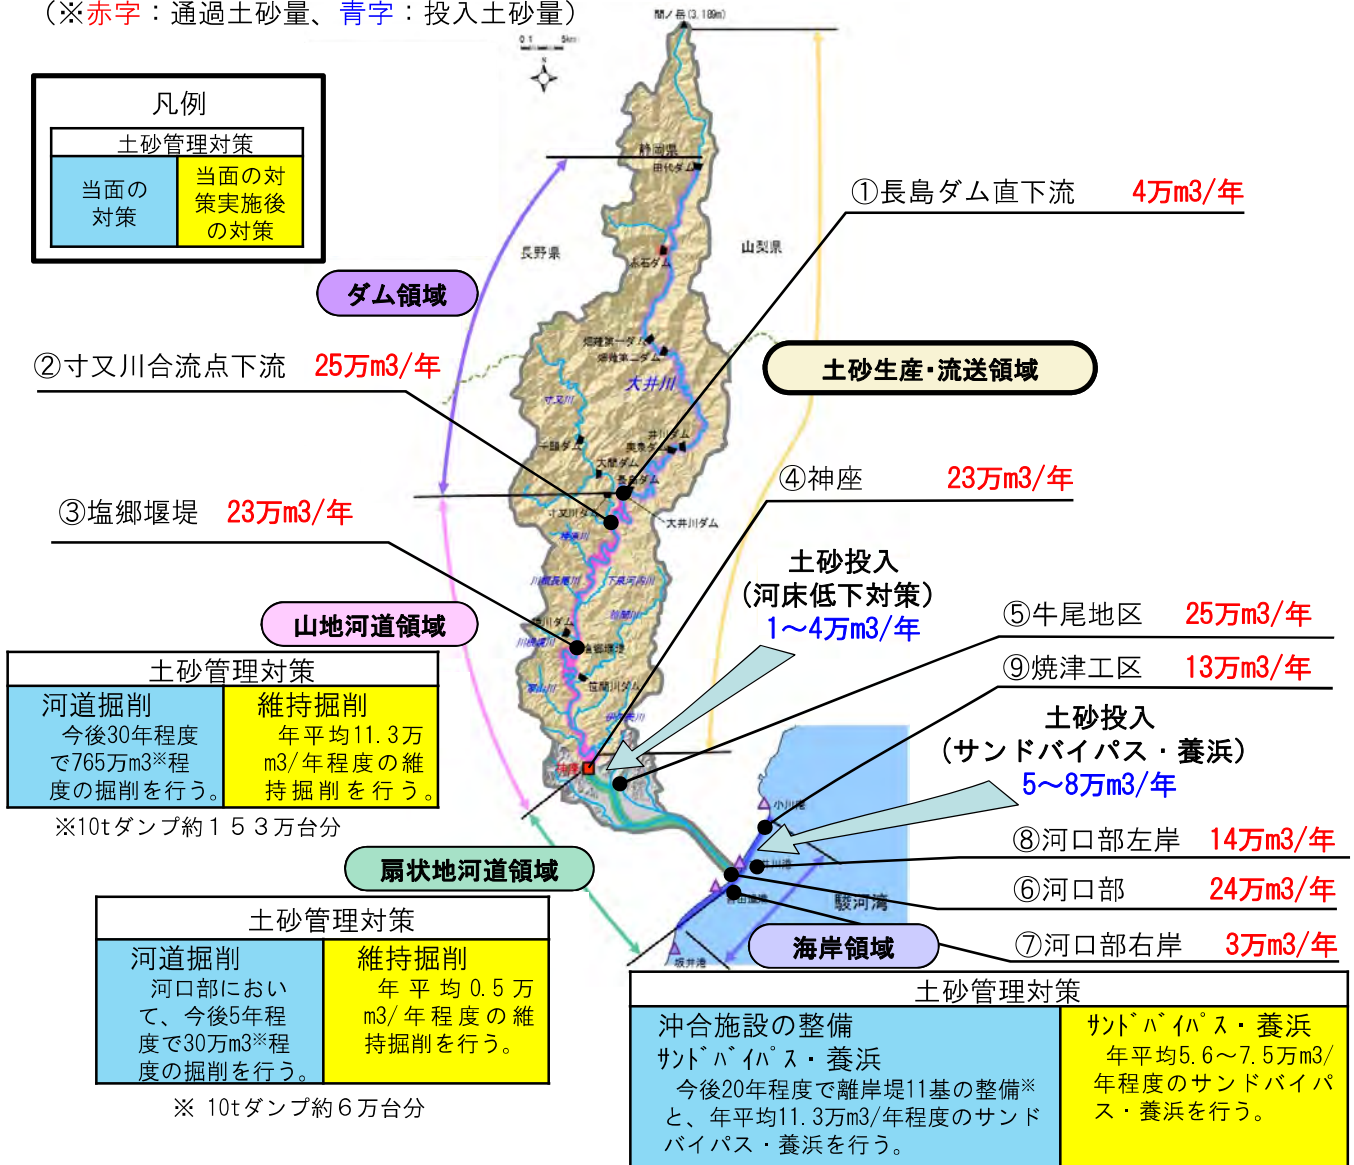 (※赤字：通過土砂量、青字：投入土砂量)
間ノ岳(3,189m)
0 1 5km
N
凡例
土砂管理対策
当面の
対策
当面の対
策実施後
の対策
静岡県
田代ダム
①長島ダム直下流 4万m3/年
長野県
山梨県
赤石ダム
ダム領域
畑薙第一ダム
畑薙第二ダム
②寸又川合流点下流 25万m3/年
土砂生産・流送領域
大井川
寸又川
井川ダム
奥泉ダム
千頭ダム
大間ダム
長島ダム
④神座 23万m3/年
③塩郷堰堤 23万m3/年
寸又川ダム
大井川ダム
土砂投入
(河床低下対策)
1～4万m3/年
川根長尾川
下泉河内川
⑤牛尾地区 25万m3/年
山地河道領域
塩郷堰堤
⑨焼津工区 13万m3/年
笹間川ダム
土砂管理対策
河道掘削
今後30年程度
で765万m3※程
度の掘削を行う。
維持掘削
年平均11.3万
m3/年程度の維
持掘削を行う。
※10tダンプ約１５３万台分
土砂投入
(サンドバイパス・養浜)
5～8万m3/年
小川港
⑧河口部左岸 14万m3/年
扇状地河道領域
⑥河口部 24万m3/年
駿河湾
海岸領域
⑦河口部右岸 3万m3/年
坂井港
土砂管理対策
河道掘削
河口部におい
て、今後5年程
度で30万m3※程
度の掘削を行う。
維持掘削
年平均0.5万
m3/年程度の維
持掘削を行う。
※ 10tダンプ約６万台分
土砂管理対策
沖合施設の整備
ｻﾝﾄﾞﾊﾞｲﾊﾟｽ・養浜
今後20年程度で離岸堤11基の整備※
と、年平均11.3万m3/年程度のサンド
バイパス・養浜を行う。
ｻﾝﾄﾞﾊﾞｲﾊﾟｽ・養浜
年平均5.6～7.5万m3/
年程度のサンドバイパ
ス・養浜を行う。